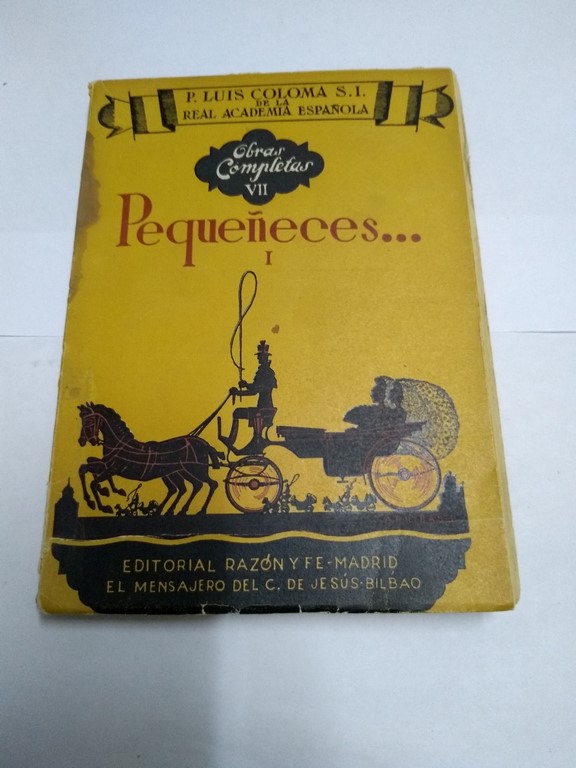 P. LUIS COLOMA S.I.
DE LA
REAL ACADEMIA ESPAÑOLA
Obras
Completas
VII
Pequeñeces...
I
EDITORIAL RAZÓN Y FE-MADRID
EL MENSAJERO DEL C. DE JESÚS-BILBAO